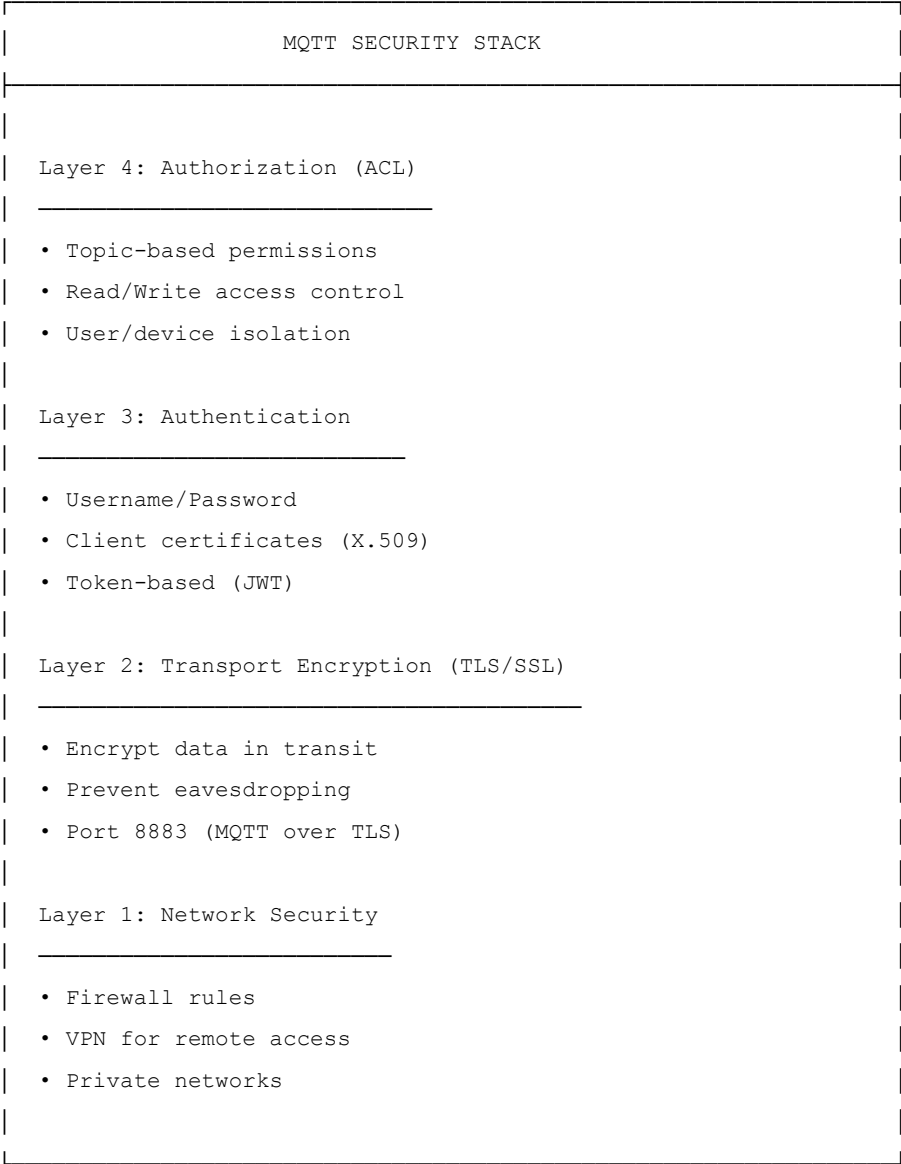 MQTT SECURITY STACK
Layer 4: Authorization (ACL)
• Topic-based permissions
• Read/Write access control
• User/device isolation
Layer 3: Authentication
• Username/Password
• Client certificates (X.509)
• Token-based (JWT)
Layer 2: Transport Encryption (TLS/SSL)
• Encrypt data in transit
• Prevent eavesdropping
• Port 8883 (MQTT over TLS)
Layer 1: Network Security
• Firewall rules
• VPN for remote access
• Private networks